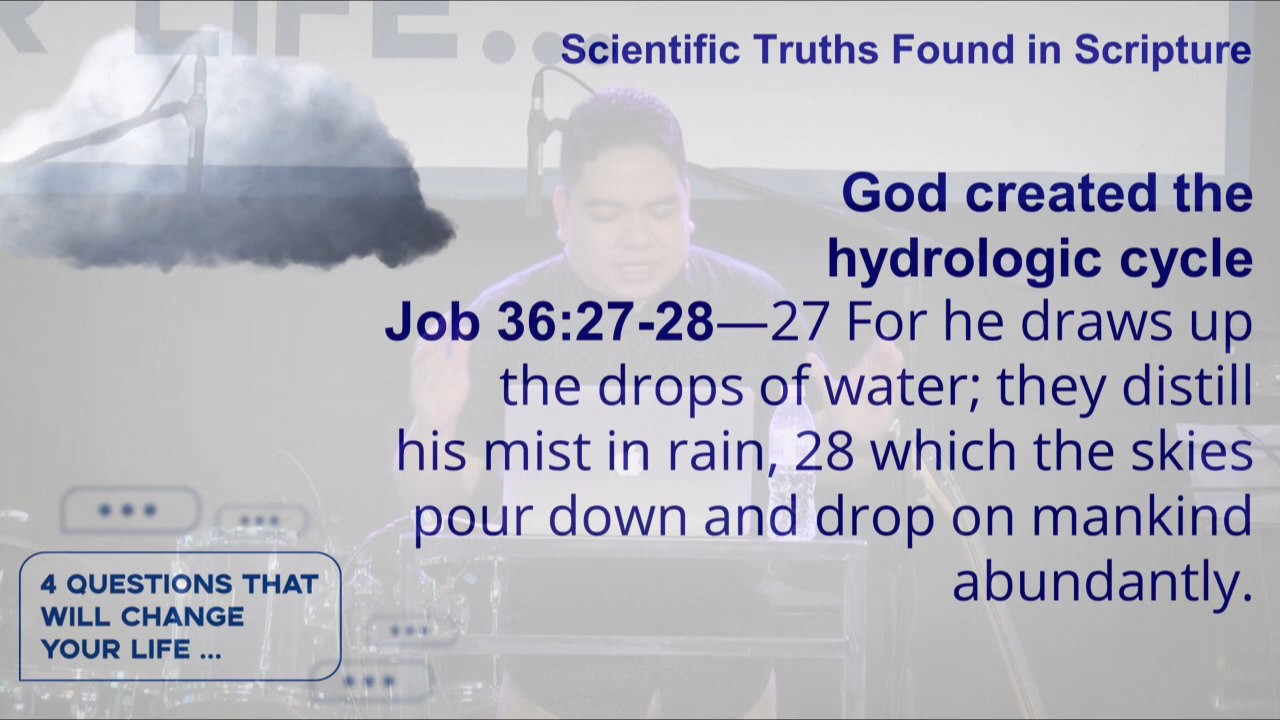 R LIFE...
Scientific Truths Found in Scripture
God created the
hydrologic cycle
Job 36:27-28—27 For he draws up
the drops of water; they distill
his mist in rain, 28 which the skies
pour down and drop on mankind
abundantly.
4 QUESTIONS THAT
WILL CHANGE
YOUR LIFE ...